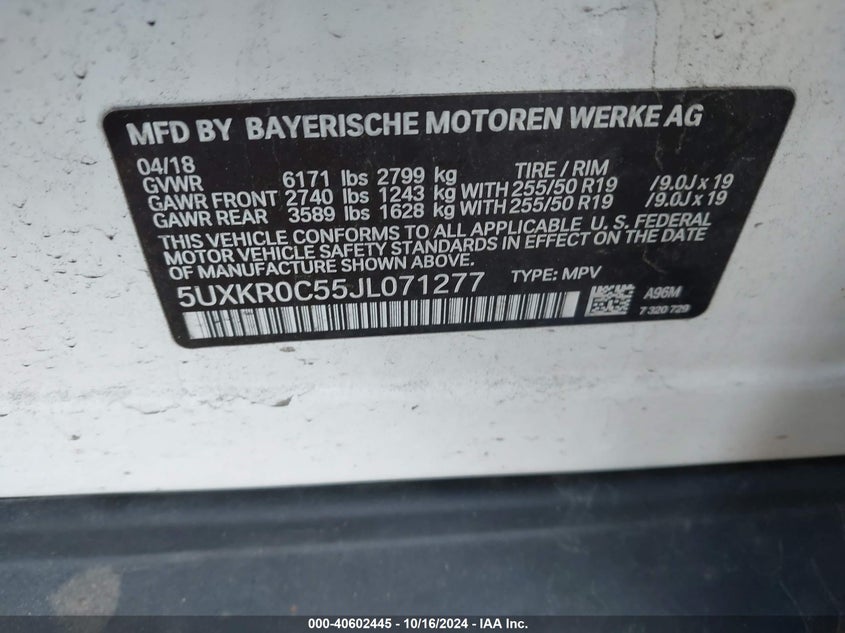 MFD BY BAYERISCHE MOTOREN WERKE AG
04/18 TIRE / RIM
GVWR 6171 lbs 2799 kg
GAWR FRONT 2740 lbs 1243 kg WITH 255/50 R19 /9.0J x 19
GAWR REAR 3589 lbs 1628 kg WITH 255/50 R19 /9.0J x 19
THIS VEHICLE CONFORMS TO ALL APPLICABLE U. S. FEDERAL
MOTOR VEHICLE SAFETY STANDARDS IN EFFECT ON THE DATE
OF MANUFACTURE SHOWN ABOVE.
5UXKR0C55JL071277 TYPE: MPV
A96M
7 320 729
000-40602445 - 10/16/2024 - IAA Inc.